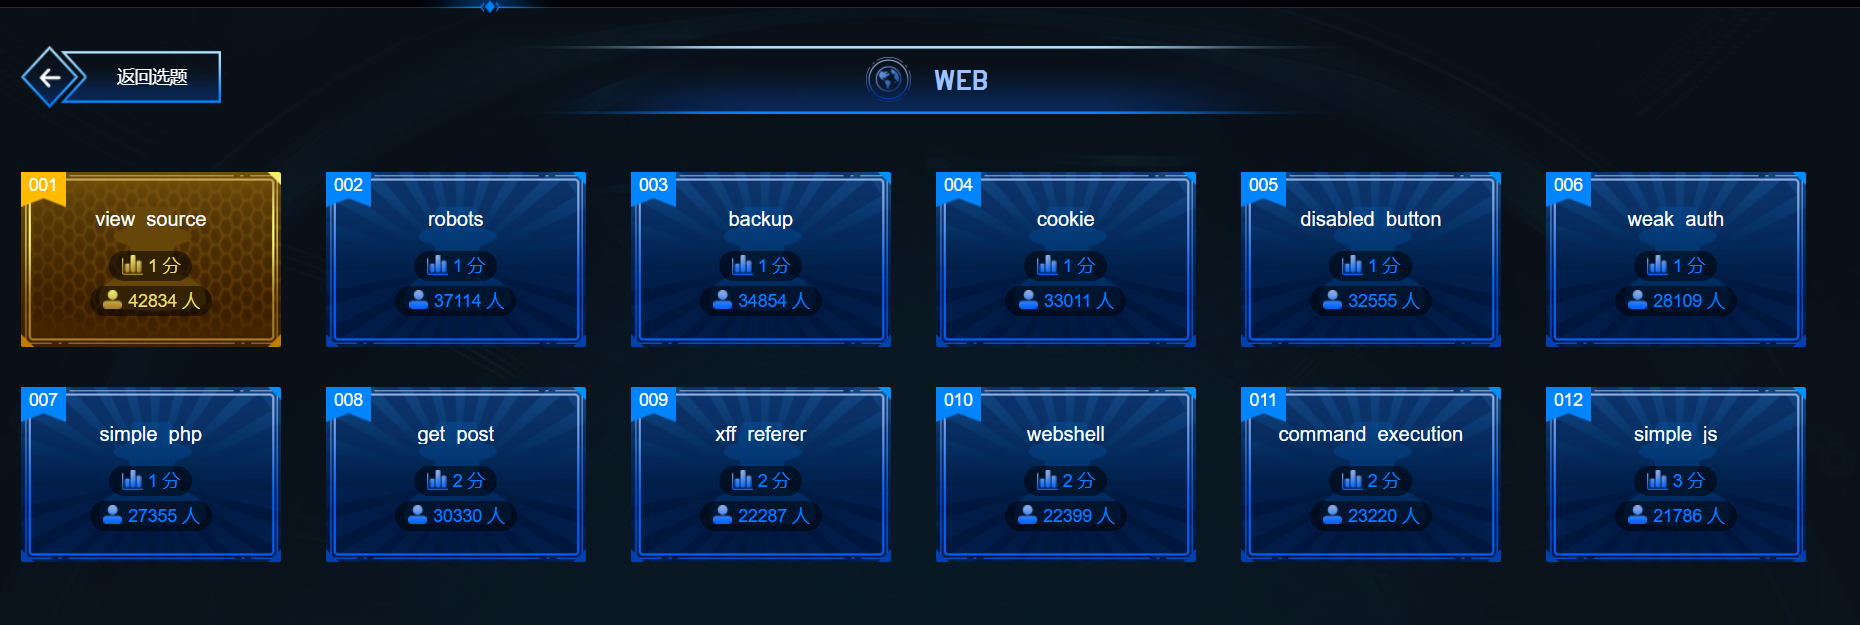 返回选题
WEB
001
view source
1 分
42834 人
002
robots
1 分
37114 人
003
backup
1 分
34854 人
004
cookie
1 分
33011 人
005
disabled button
1 分
32555 人
006
weak auth
1 分
28109 人
007
simple php
1 分
27355 人
008
get post
2 分
30330 人
009
xff referer
2 分
22287 人
010
webshell
2 分
22399 人
011
command execution
2 分
23220 人
012
simple js
3 分
21786 人